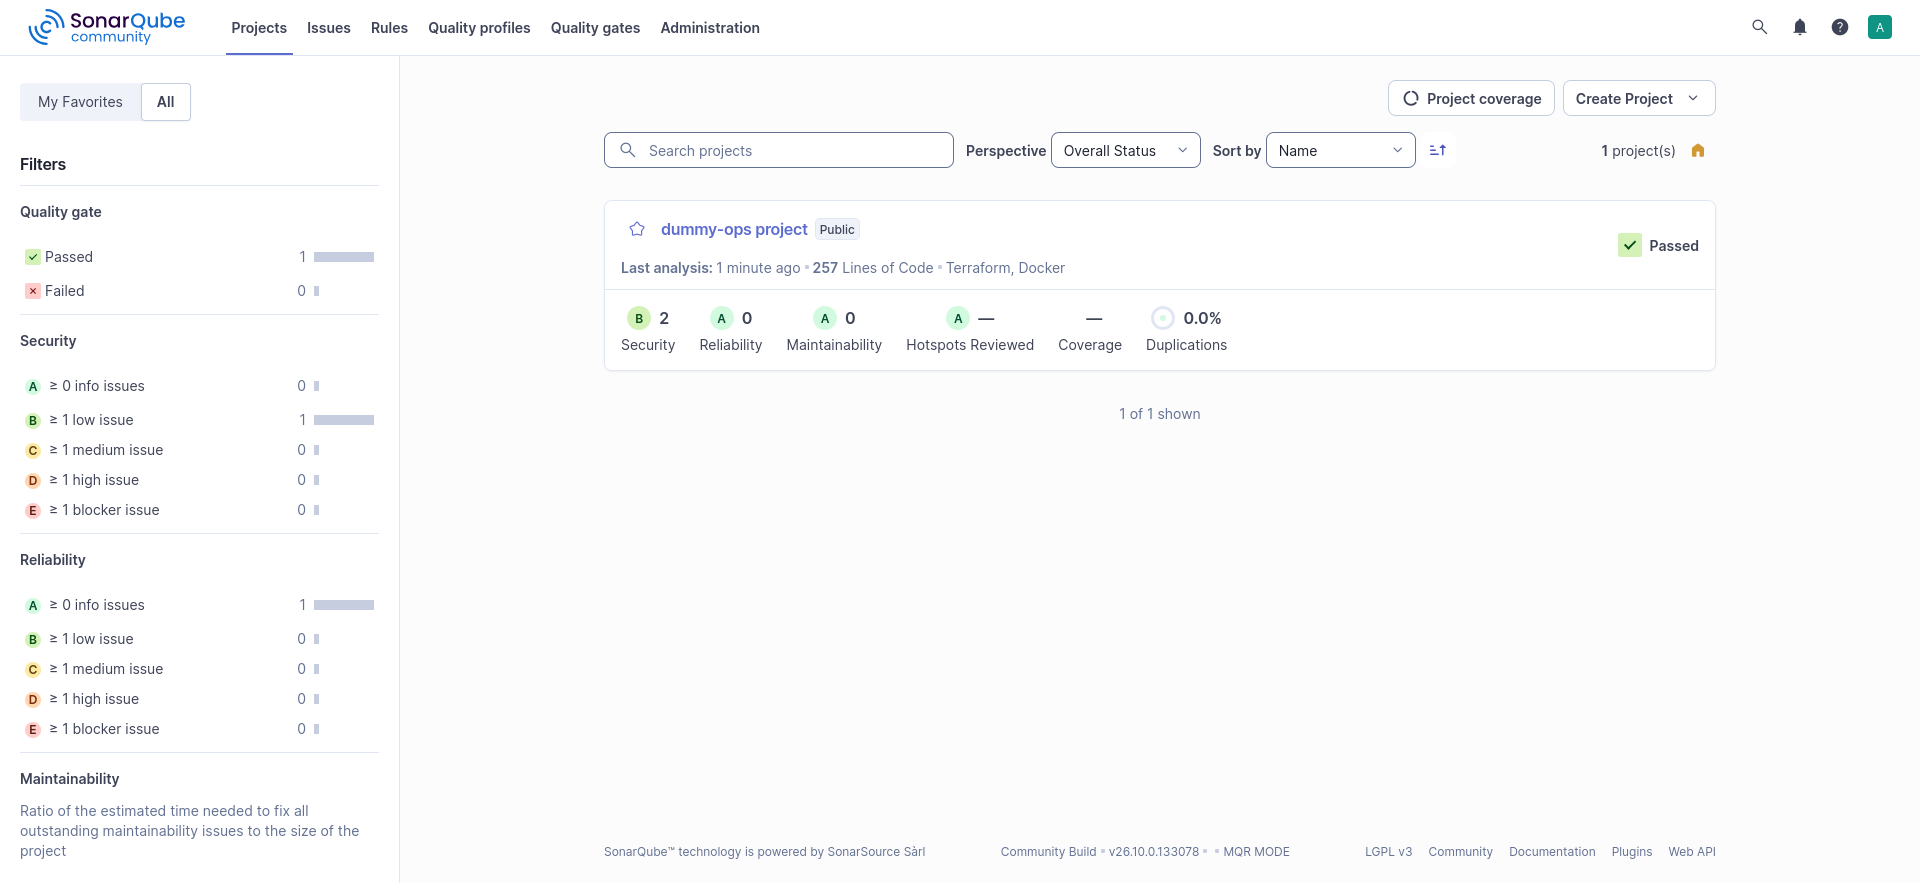 SonarQube
community
Projects Issues Rules Quality profiles Quality gates Administration
A
My Favorites All
Filters
Quality gate
Passed 1
Failed 0
Security
A ≥ 0 info issues 0
B ≥ 1 low issue 1
C ≥ 1 medium issue 0
D ≥ 1 high issue 0
E ≥ 1 blocker issue 0
Reliability
A ≥ 0 info issues 1
B ≥ 1 low issue 0
C ≥ 1 medium issue 0
D ≥ 1 high issue 0
E ≥ 1 blocker issue 0
Maintainability
Ratio of the estimated time needed to fix all
outstanding maintainability issues to the size of the
project
Project coverage Create Project
Search projects Perspective Overall Status Sort by Name 1 project(s)
dummy-ops project Public
Passed
Last analysis: 1 minute ago 257 Lines of Code Terraform, Docker
B 2 A 0 A 0 A — — 0.0%
Security Reliability Maintainability Hotspots Reviewed Coverage Duplications
1 of 1 shown
SonarQube™ technology is powered by SonarSource Sàrl Community Build v26.10.0.133078 MQR MODE LGPL v3 Community Documentation Plugins Web API